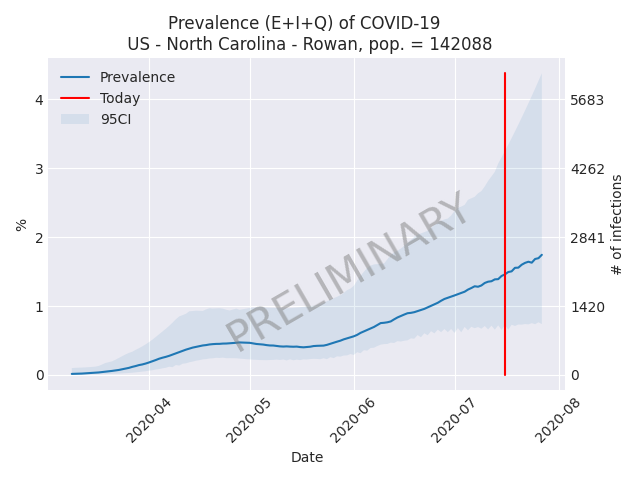 Prevalence (E+I+Q) of COVID-19
US - North Carolina - Rowan, pop. = 142088
Prevalence
Today
95CI
4
3
2
1
0
%
5683
4262
2841
1420
0
# of infections
PRELIMINARY
2020-04
2020-05
2020-06
2020-07
2020-08
Date